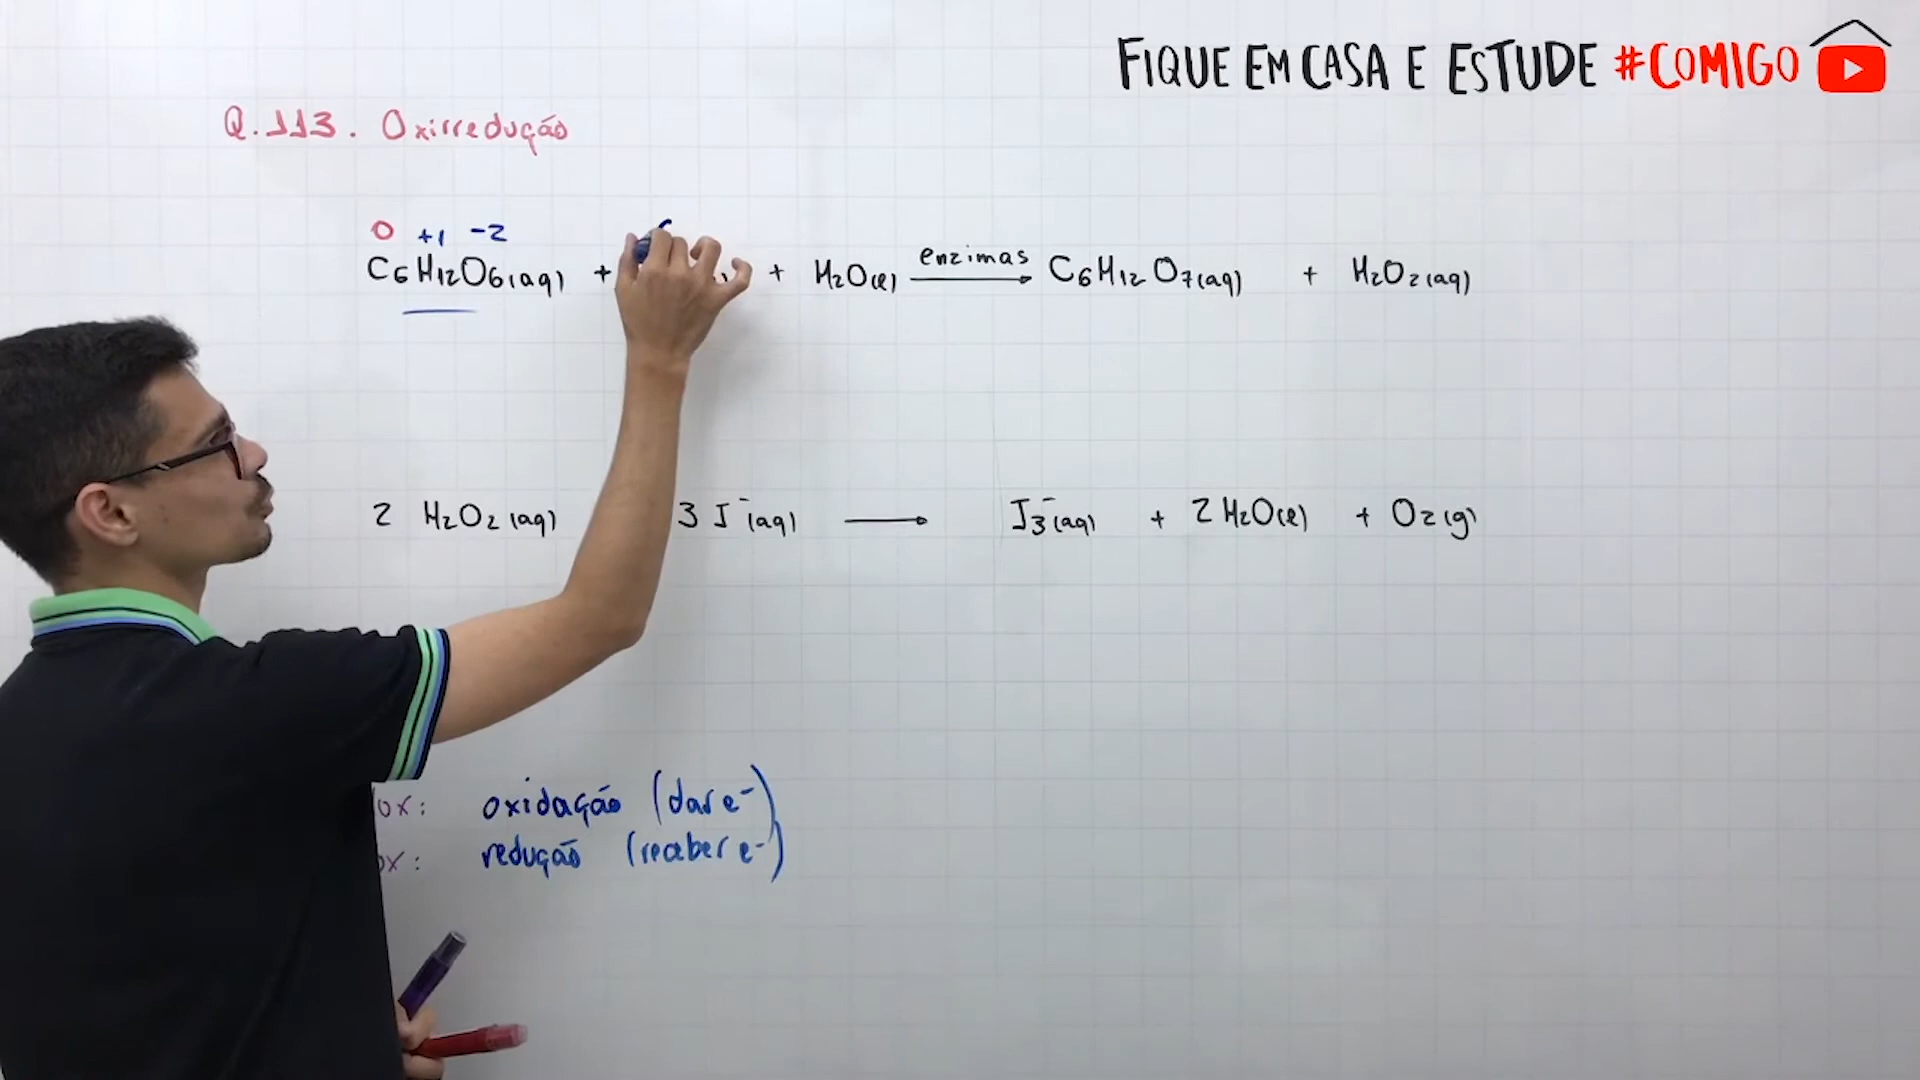 FIQUE EM CASA E ESTUDE #COMIGO
Q.113. Oxirredução
0 +1 -2
C6H12O6(aq) + + H2O(l) enzimas C6H12O7(aq) + H2O2(aq)
2 H2O2(aq) 3 I-(aq) I3-(aq) + 2 H2O(l) + O2(g)
ox: oxidação (dar e-)
ox: redução (receber e-)